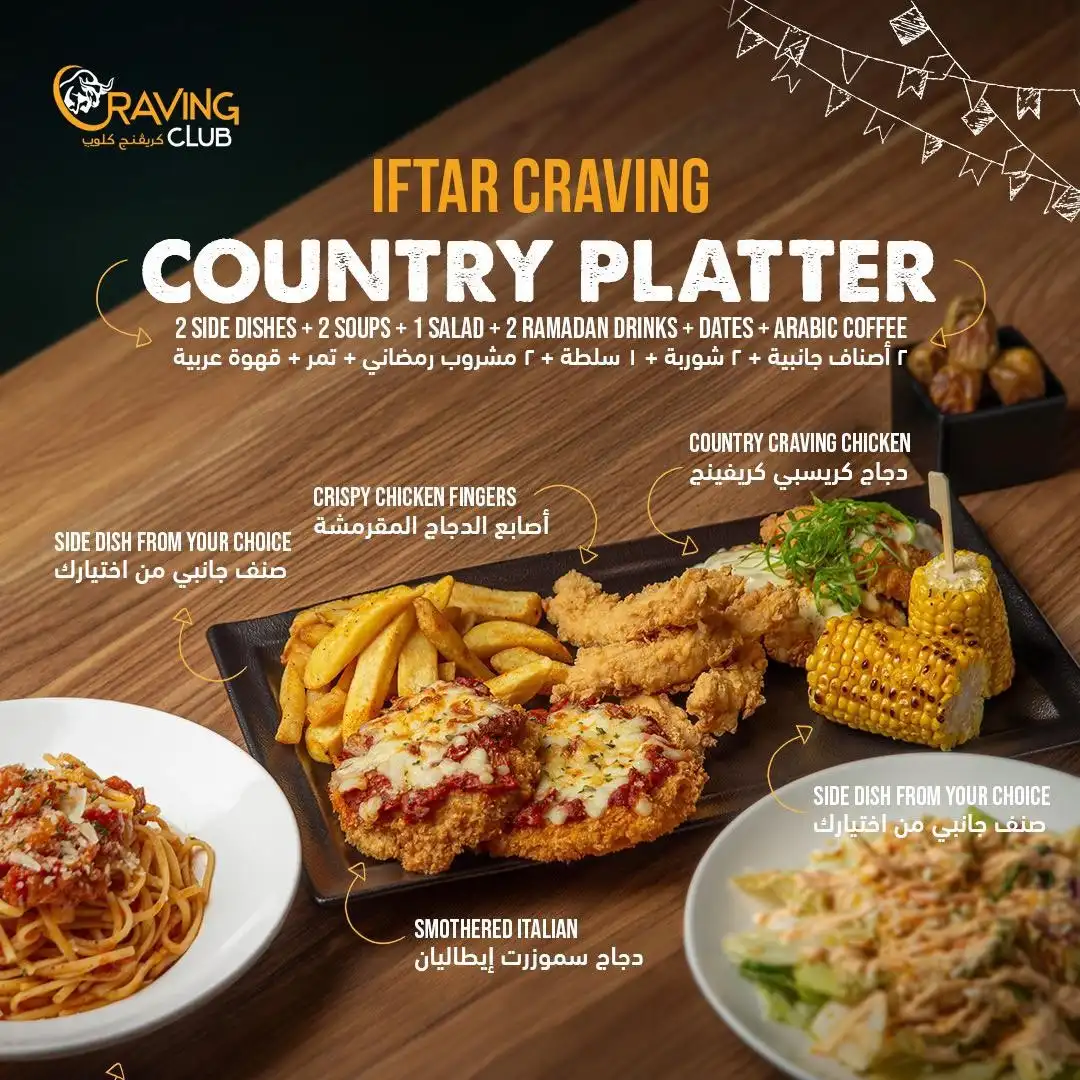 CRAVING
كريڤنج كلوب CLUB
IFTAR CRAVING
COUNTRY PLATTER
2 SIDE DISHES + 2 SOUPS + 1 SALAD + 2 RAMADAN DRINKS + DATES + ARABIC COFFEE
٢ أصناف جانبية + ٢ شوربة + ١ سلطة + ٢ مشروب رمضاني + تمر + قهوة عربية
COUNTRY CRAVING CHICKEN
دجاج كريسبي كريفينج
CRISPY CHICKEN FINGERS
أصابع الدجاج المقرمشة
SIDE DISH FROM YOUR CHOICE
صنف جانبي من اختيارك
SIDE DISH FROM YOUR CHOICE
صنف جانبي من اختيارك
SMOTHERED ITALIAN
دجاج سموزرت إيطاليان